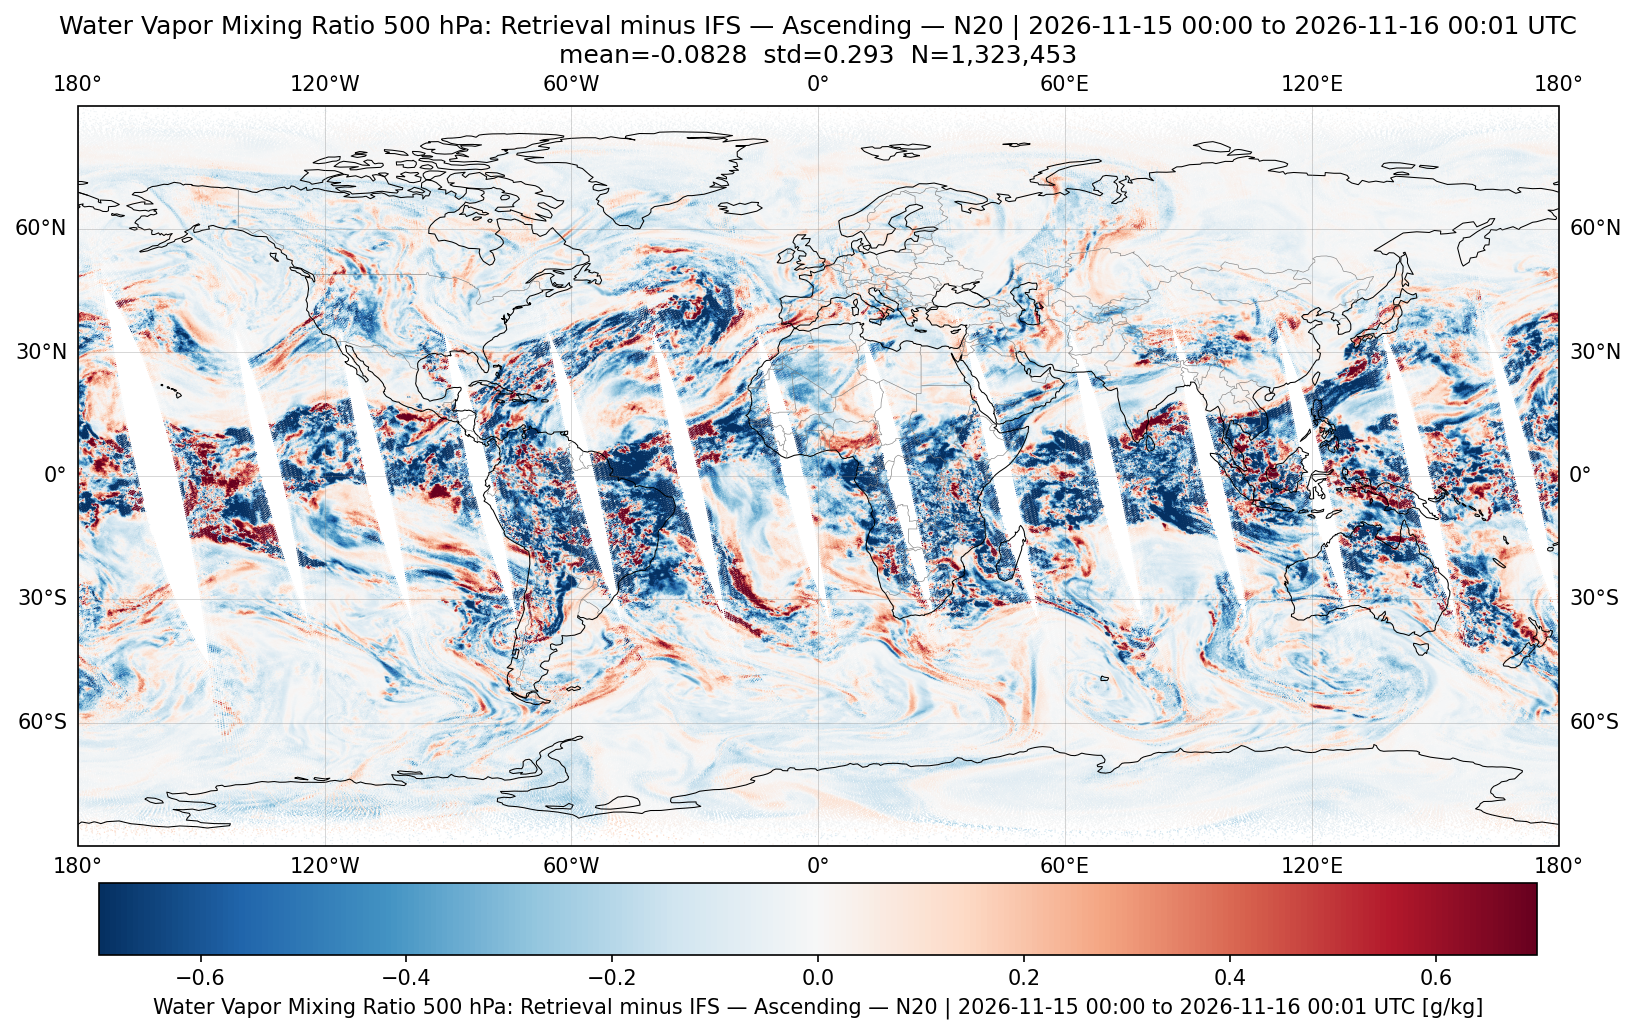 Water Vapor Mixing Ratio 500 hPa: Retrieval minus IFS — Ascending — N20 | 2026-11-15 00:00 to 2026-11-16 00:01 UTC
mean=-0.0828 std=0.293 N=1,323,453
180° 120°W 60°W 0° 60°E 120°E 180°
60°N 60°N
30°N 30°N
0° 0°
30°S 30°S
60°S 60°S
180° 120°W 60°W 0° 60°E 120°E 180°
−0.6 −0.4 −0.2 0.0 0.2 0.4 0.6
Water Vapor Mixing Ratio 500 hPa: Retrieval minus IFS — Ascending — N20 | 2026-11-15 00:00 to 2026-11-16 00:01 UTC [g/kg]